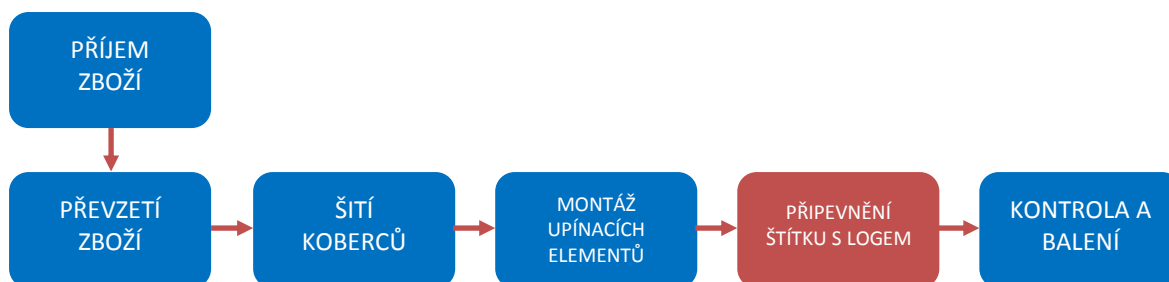 PŘÍJEM
ZBOŽÍ
PŘEVZETÍ
ZBOŽÍ
ŠITÍ
KOBERCŮ
MONTÁŽ
UPÍNACÍCH
ELEMENTŮ
PŘIPEVNĚNÍ
ŠTÍTKU S LOGEM
KONTROLA A
BALENÍ